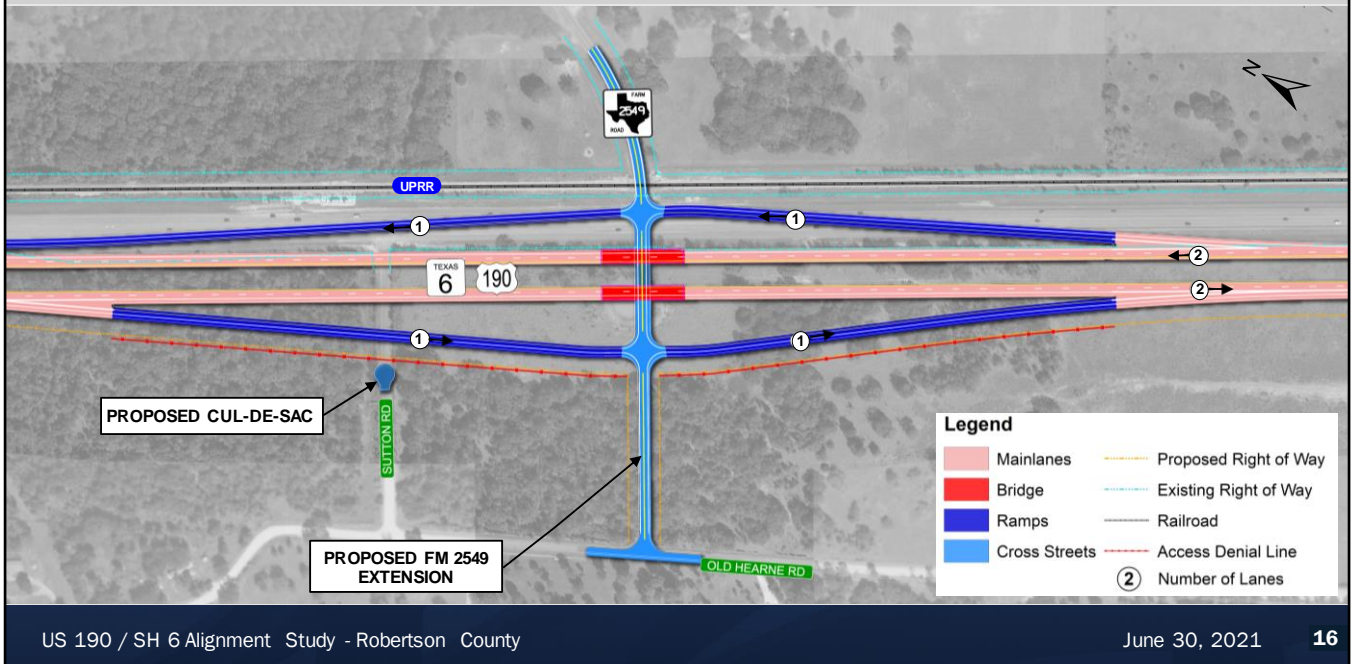 N
FARM
2549
ROAD
UPRR
1
1
2
TEXAS
6
190
2
1
1
PROPOSED CUL-DE-SAC
SUTTON RD
PROPOSED FM 2549
EXTENSION
OLD HEARNE RD
Legend
Mainlanes
Proposed Right of Way
Bridge
Existing Right of Way
Ramps
Railroad
Cross Streets
Access Denial Line
2 Number of Lanes
US 190 / SH 6 Alignment Study - Robertson County
June 30, 2021
16